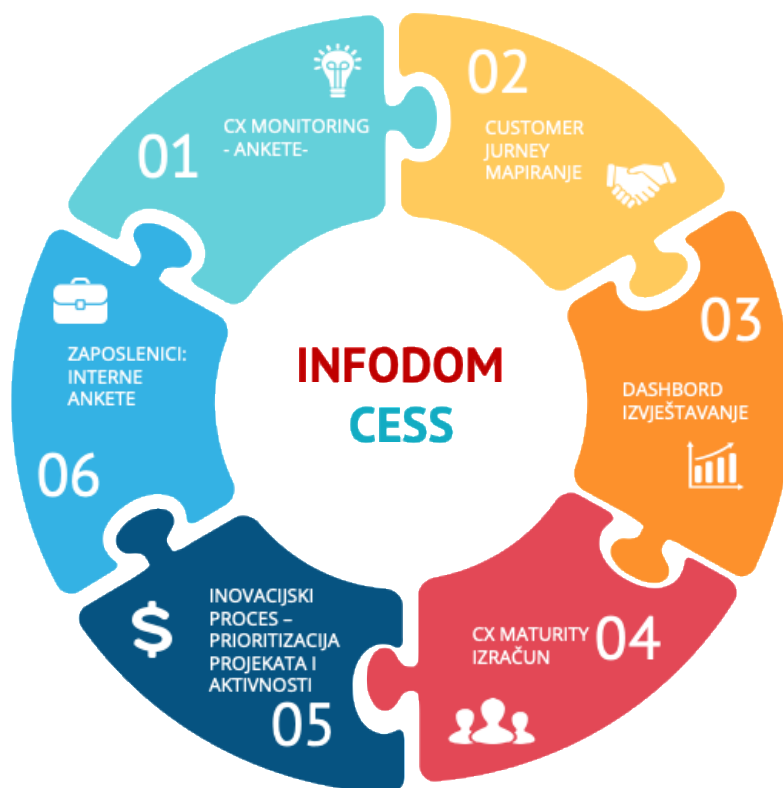 01
CX MONITORING
- ANKETE-
02
CUSTOMER
JURNEY
MAPIRANJE
03
DASHBORD
IZVJEŠTAVANJE
CX MATURITY
IZRAČUN
04
INOVACIJSKI
PROCES –
PRIORITIZACIJA
PROJEKATA I
AKTIVNOSTI
05
ZAPOSLENICI:
INTERNE
ANKETE
06
INFODOM
CESS